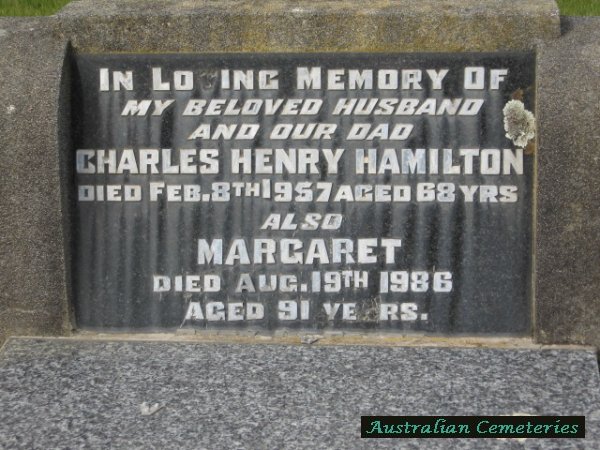 IN LOVING MEMORY OF
MY BELOVED HUSBAND
AND OUR DAD
CHARLES HENRY HAMILTON
DIED FEB. 8TH 1957 AGED 68 YRS
ALSO
MARGARET
DIED AUG. 19TH 1986
AGED 91 YEARS.
Australian Cemeteries